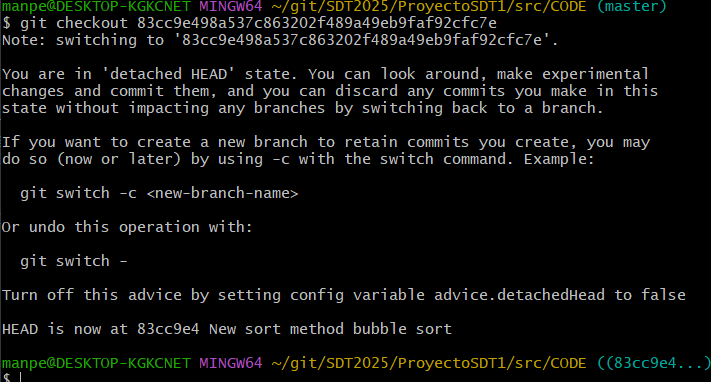 manpe@DESKTOP-KGKCNET MINGW64 ~/git/SDT2025/ProyectoSDT1/src/CODE (master)
$ git checkout 83cc9e498a537c863202f489a49eb9faf92cfc7e
Note: switching to '83cc9e498a537c863202f489a49eb9faf92cfc7e'.

You are in 'detached HEAD' state. You can look around, make experimental
changes and commit them, and you can discard any commits you make in this
state without impacting any branches by switching back to a branch.

If you want to create a new branch to retain commits you create, you may
do so (now or later) by using -c with the switch command. Example:

  git switch -c <new-branch-name>

Or undo this operation with:

  git switch -

Turn off this advice by setting config variable advice.detachedHead to false

HEAD is now at 83cc9e4 New sort method bubble sort

manpe@DESKTOP-KGKCNET MINGW64 ~/git/SDT2025/ProyectoSDT1/src/CODE ((83cc9e4...)
$